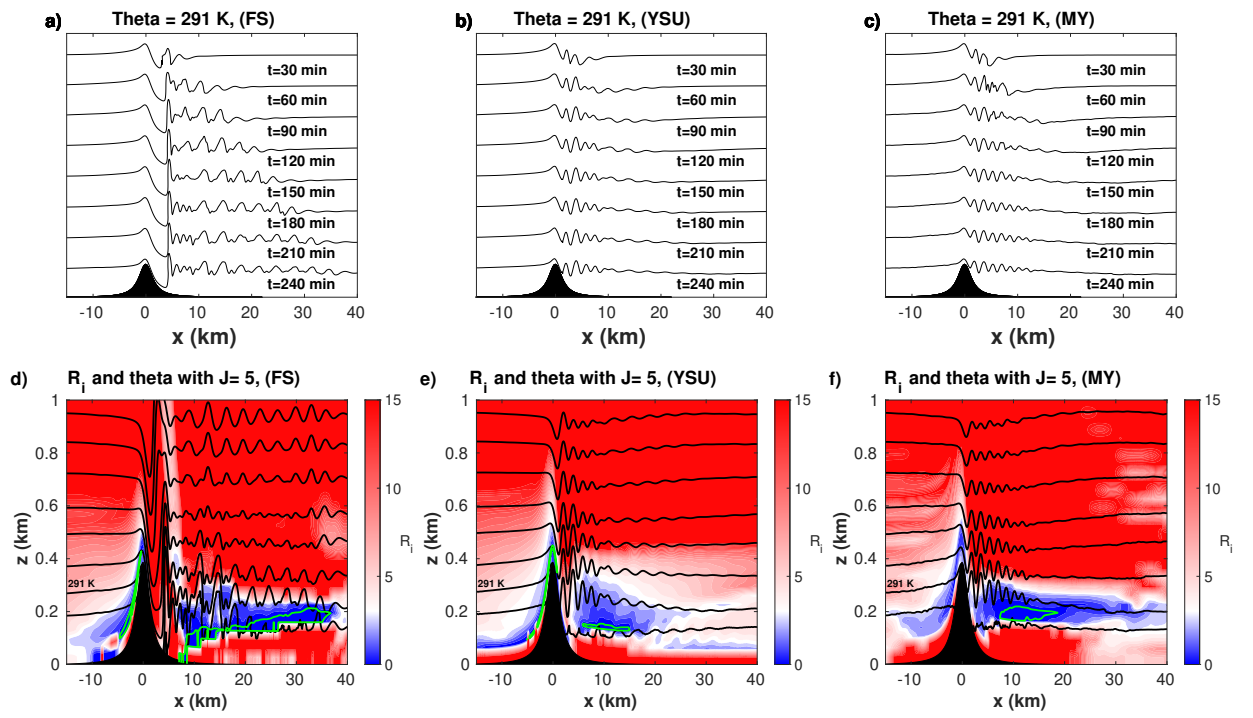 a) Theta = 291 K, (FS)
t=30 min
t=60 min
t=90 min
t=120 min
t=150 min
t=180 min
t=210 min
t=240 min
-10 0 10 20 30 40
x (km)
b) Theta = 291 K, (YSU)
t=30 min
t=60 min
t=90 min
t=120 min
t=150 min
t=180 min
t=210 min
t=240 min
-10 0 10 20 30 40
x (km)
c) Theta = 291 K, (MY)
t=30 min
t=60 min
t=90 min
t=120 min
t=150 min
t=180 min
t=210 min
t=240 min
-10 0 10 20 30 40
x (km)
d) R_i and theta with J= 5, (FS)
1
0.8
0.6
0.4
0.2
0
z (km)
291 K
-10 0 10 20 30 40
x (km)
15
10
5
0
R_i
e) R_i and theta with J= 5, (YSU)
1
0.8
0.6
0.4
0.2
0
z (km)
291 K
-10 0 10 20 30 40
x (km)
15
10
5
0
R_i
f) R_i and theta with J= 5, (MY)
1
0.8
0.6
0.4
0.2
0
z (km)
291 K
-10 0 10 20 30 40
x (km)
15
10
5
0
R_i